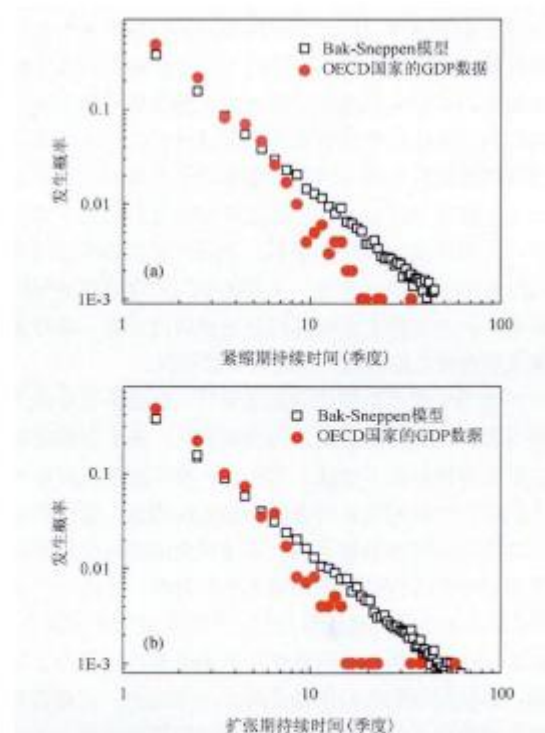 Bak-Sneppen模型
OECD国家的GDP数据
0.1
0.01
1E-3
发生概率
(a)
1
10
100
紧缩期持续时间(季度)
Bak-Sneppen模型
OECD国家的GDP数据
0.1
0.01
1E-3
发生概率
(b)
1
10
100
扩张期持续时间(季度)